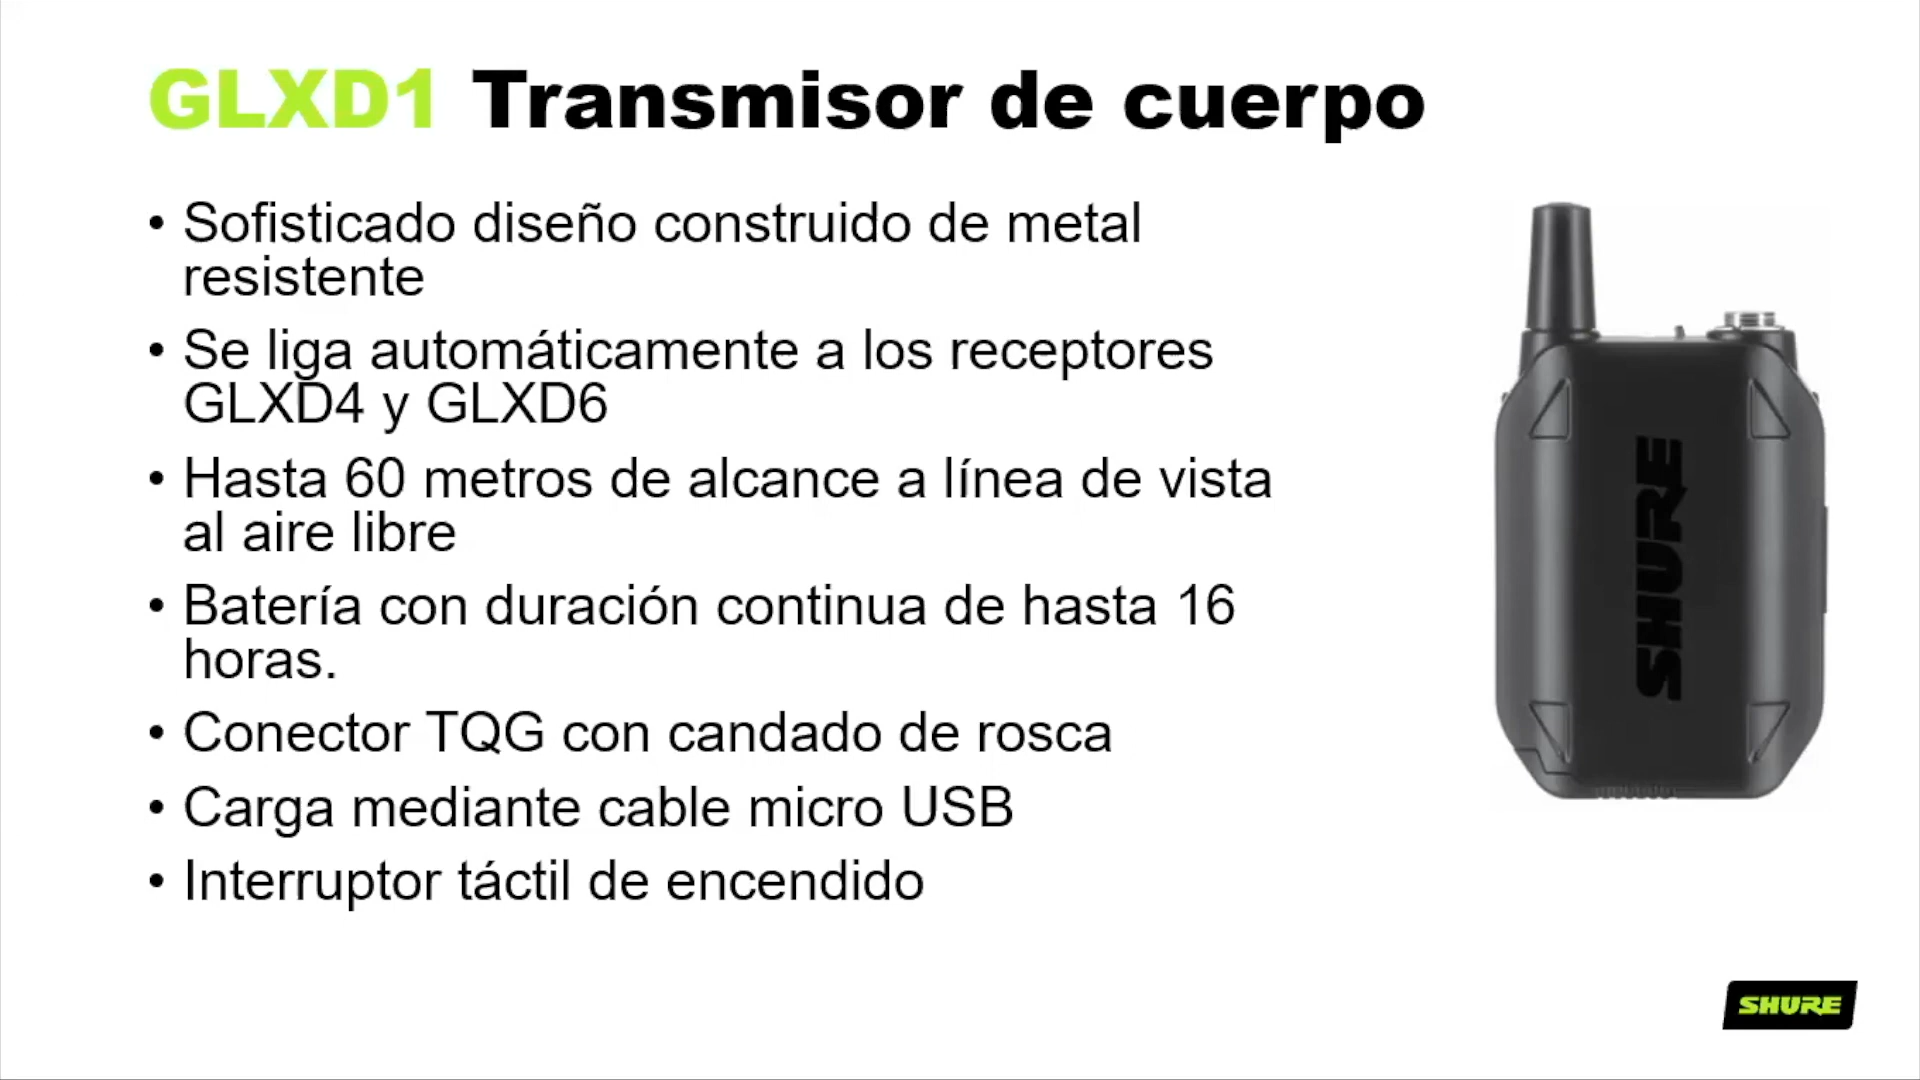 GLXD1 Transmisor de cuerpo
• Sofisticado diseño construido de metal
resistente
• Se liga automáticamente a los receptores
GLXD4 y GLXD6
• Hasta 60 metros de alcance a línea de vista
al aire libre
• Batería con duración continua de hasta 16
horas.
• Conector TQG con candado de rosca
• Carga mediante cable micro USB
• Interruptor táctil de encendido
SHURE
SHURE